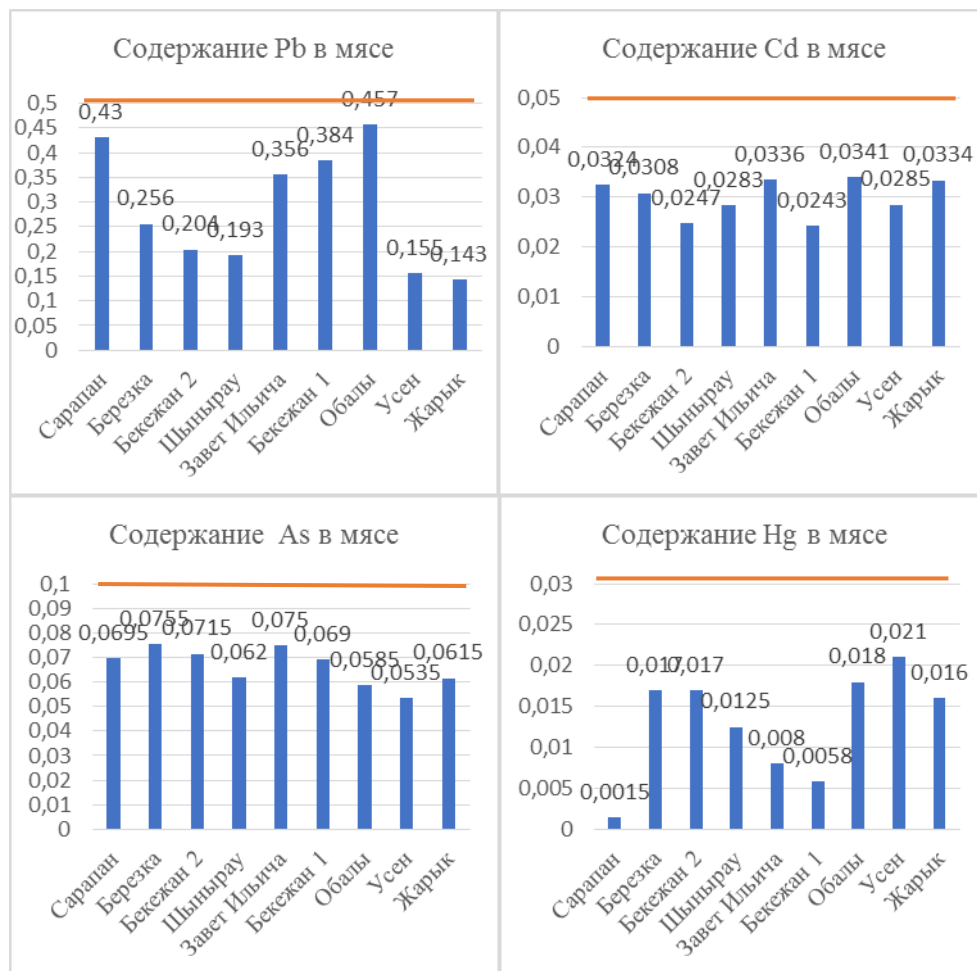 Содержание Pb в мясе
0,5
0,45
0,4
0,35
0,3
0,25
0,2
0,15
0,1
0,05
0
0,43
0,256
0,204
0,193
0,356
0,384
0,457
0,155
0,143
Сарапан
Березка
Бекежан 2
Шынырау
Завет Ильича
Бекежан 1
Обалы
Усен
Жарык
Содержание Cd в мясе
0,05
0,04
0,03
0,02
0,01
0
0,0324
0,0308
0,0247
0,0283
0,0336
0,0243
0,0341
0,0285
0,0334
Сарапан
Березка
Бекежан 2
Шынырау
Завет Ильича
Бекежан 1
Обалы
Усен
Жарык
Содержание As в мясе
0,1
0,09
0,08
0,07
0,06
0,05
0,04
0,03
0,02
0,01
0
0,0695
0,0755
0,0715
0,062
0,075
0,069
0,0585
0,0535
0,0615
Сарапан
Березка
Бекежан 2
Шынырау
Завет Ильича
Бекежан 1
Обалы
Усен
Жарык
Содержание Hg в мясе
0,03
0,025
0,02
0,015
0,01
0,005
0
0,0015
0,017
0,017
0,0125
0,008
0,0058
0,018
0,021
0,016
Сарапан
Березка
Бекежан 2
Шынырау
Завет Ильича
Бекежан 1
Обалы
Усен
Жарык